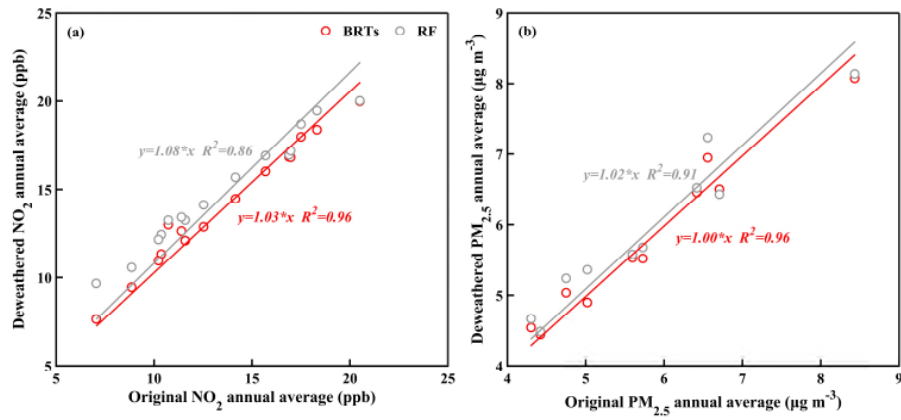 (a)
BRTs RF
y=1.08*x R²=0.86
y=1.03*x R²=0.96
Deweathered NO₂ annual average (ppb)
25
20
15
10
5
5 10 15 20 25
Original NO₂ annual average (ppb)
(b)
y=1.02*x R²=0.91
y=1.00*x R²=0.96
Deweathered PM₂.₅ annual average (μg m⁻³)
9
8
7
6
5
4
4 5 6 7 8 9
Original PM₂.₅ annual average (μg m⁻³)